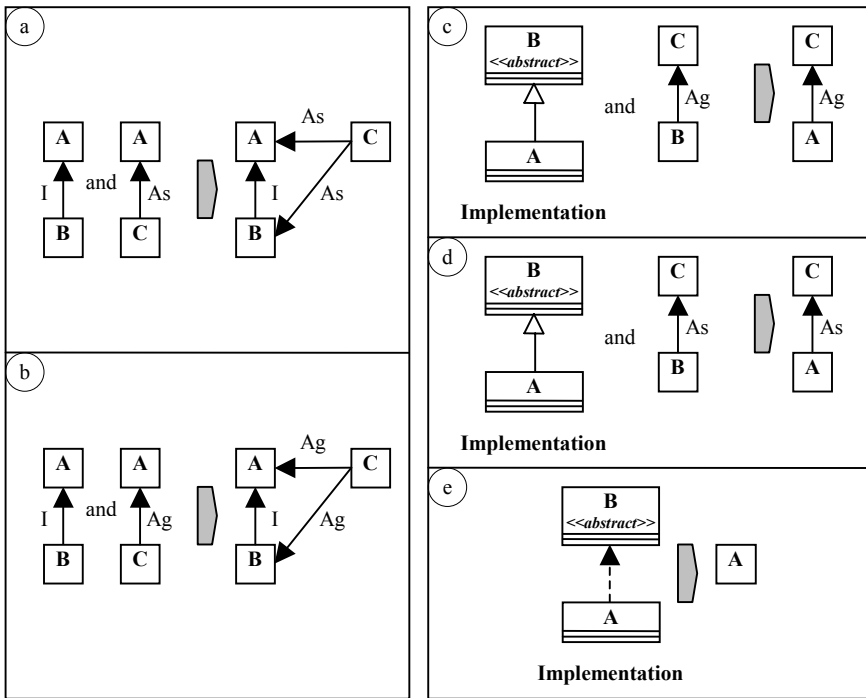 a
A A A C
As
I and As I As
B C B
b
A A A C
Ag
I and Ag I Ag
B C B
c
B
<<abstract>>
C C
and Ag Ag
A B A
Implementation
d
B
<<abstract>>
C C
and As As
A B A
Implementation
e
B
<<abstract>>
A
A
Implementation